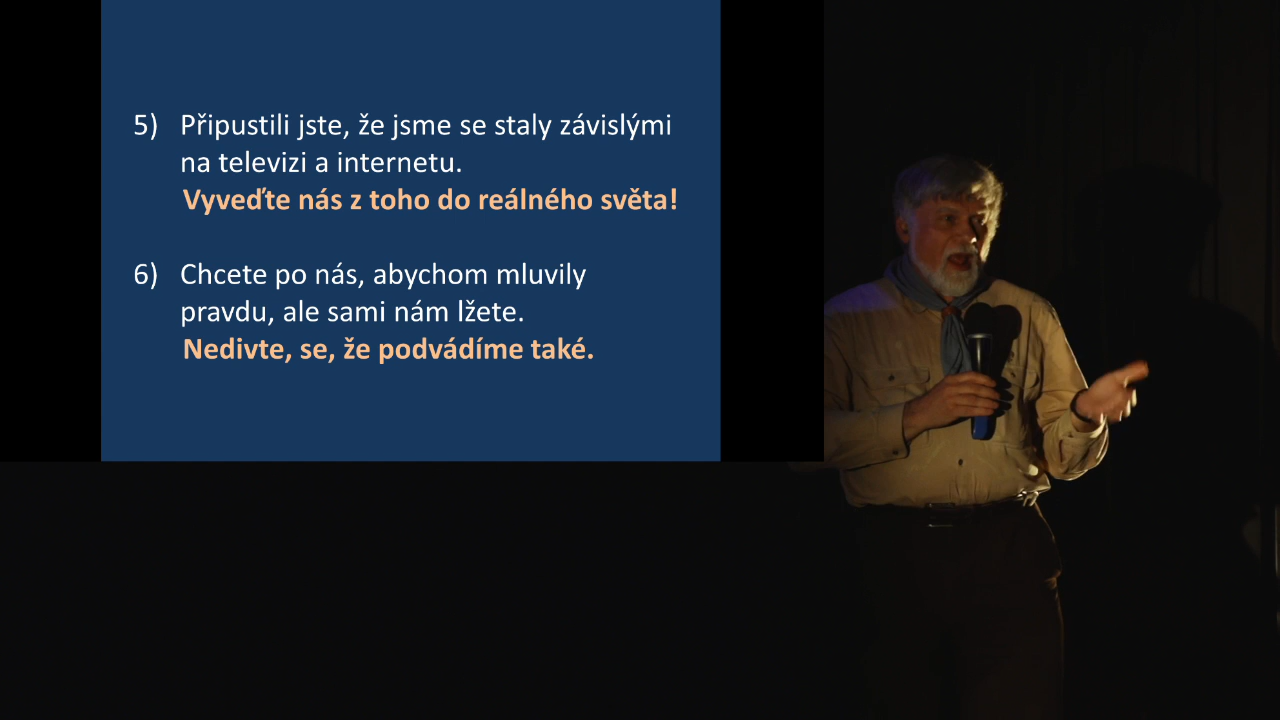 5) Připustili jste, že jsme se staly závislými
na televizi a internetu.
Vyveďte nás z toho do reálného světa!
6) Chcete po nás, abychom mluvily
pravdu, ale sami nám lžete.
Nedivte, se, že podvádíme také.